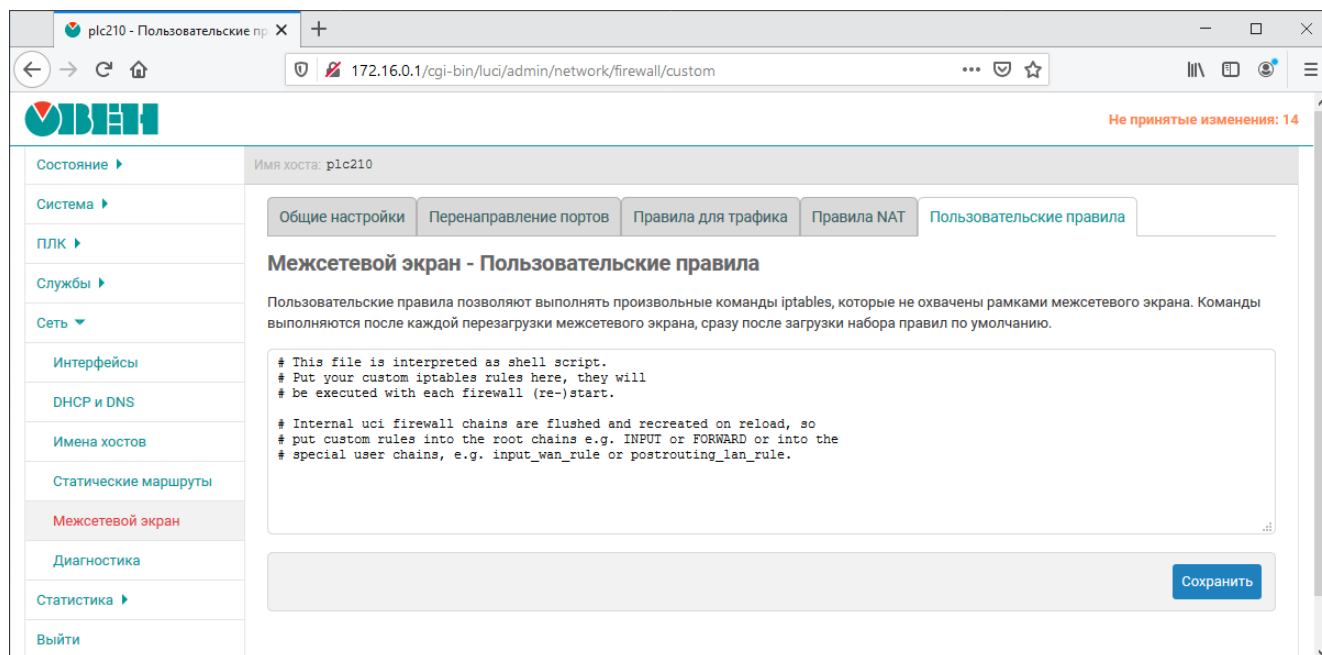 plc210 - Пользовательские пр
172.16.0.1/cgi-bin/luci/admin/network/firewall/custom
ОВЕН
Не принятые изменения: 14
Состояние
Имя хоста: plc210
Система
Общие настройки
Перенаправление портов
Правила для трафика
Правила NAT
Пользовательские правила
ПЛК
Межсетевой экран - Пользовательские правила
Службы
Пользовательские правила позволяют выполнять произвольные команды iptables, которые не охвачены рамками межсетевого экрана. Команды
выполняются после каждой перезагрузки межсетевого экрана, сразу после загрузки набора правил по умолчанию.
Сеть
Интерфейсы
DHCP и DNS
Имена хостов
Статические маршруты
Межсетевой экран
Диагностика
Статистика
Выйти
# This file is interpreted as shell script.
# Put your custom iptables rules here, they will
# be executed with each firewall (re-)start.
# Internal uci firewall chains are flushed and recreated on reload, so
# put custom rules into the root chains e.g. INPUT or FORWARD or into the
# special user chains, e.g. input_wan_rule or postrouting_lan_rule.
Сохранить